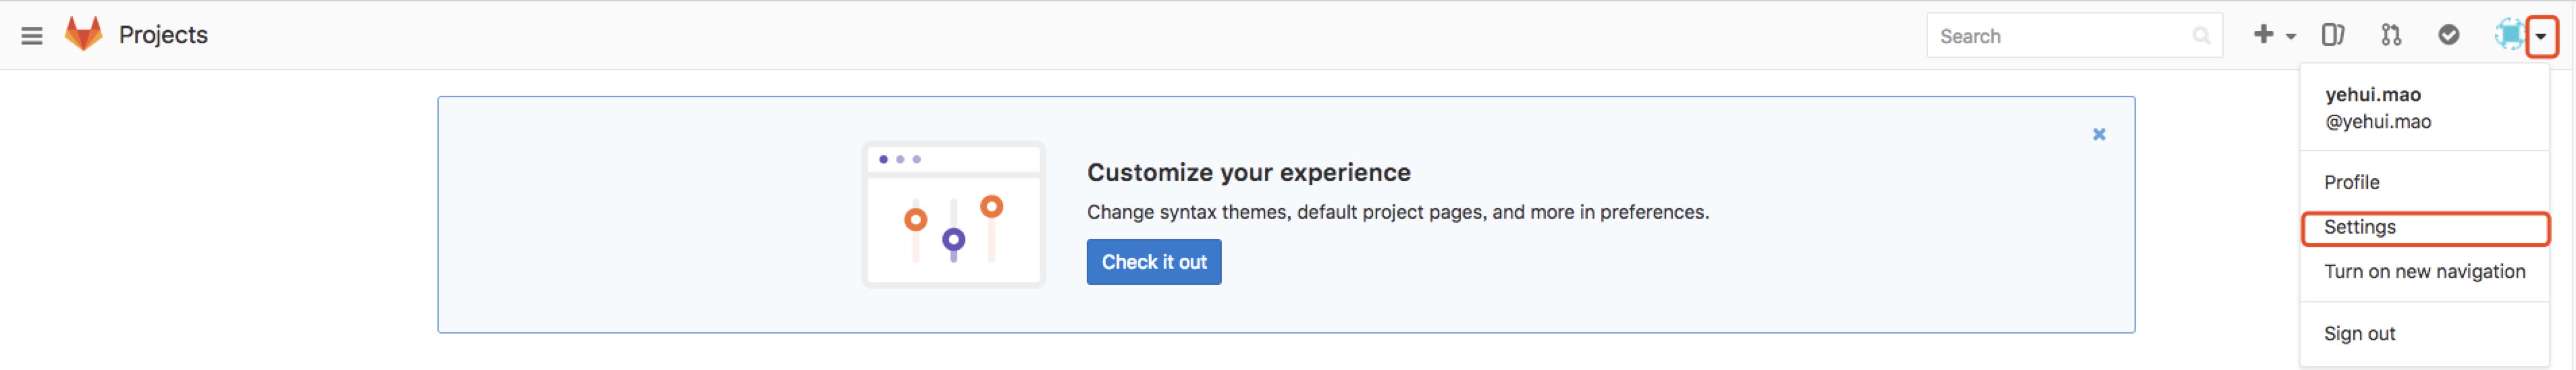 Projects
Search
yehui.mao
@yehui.mao
Profile
Settings
Turn on new navigation
Sign out
Customize your experience
Change syntax themes, default project pages, and more in preferences.
Check it out